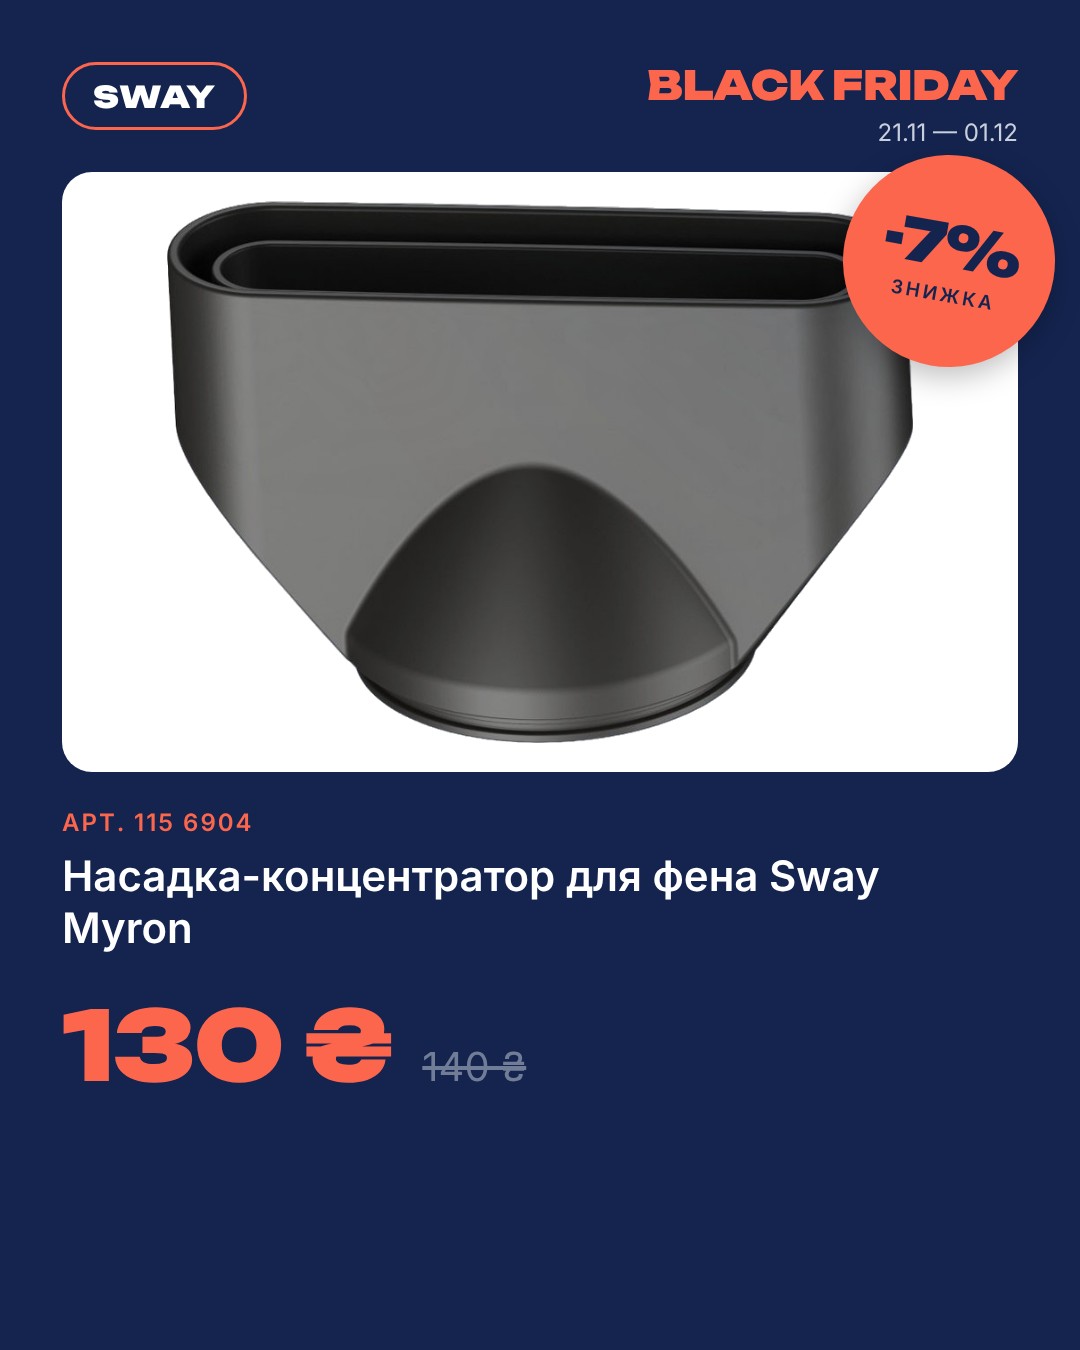 SWAY
BLACK FRIDAY
21.11 — 01.12
-7%
ЗНИЖКА
АРТ. 115 6904
Насадка-концентратор для фена Sway
Myron
130 ₴ 140 ₴